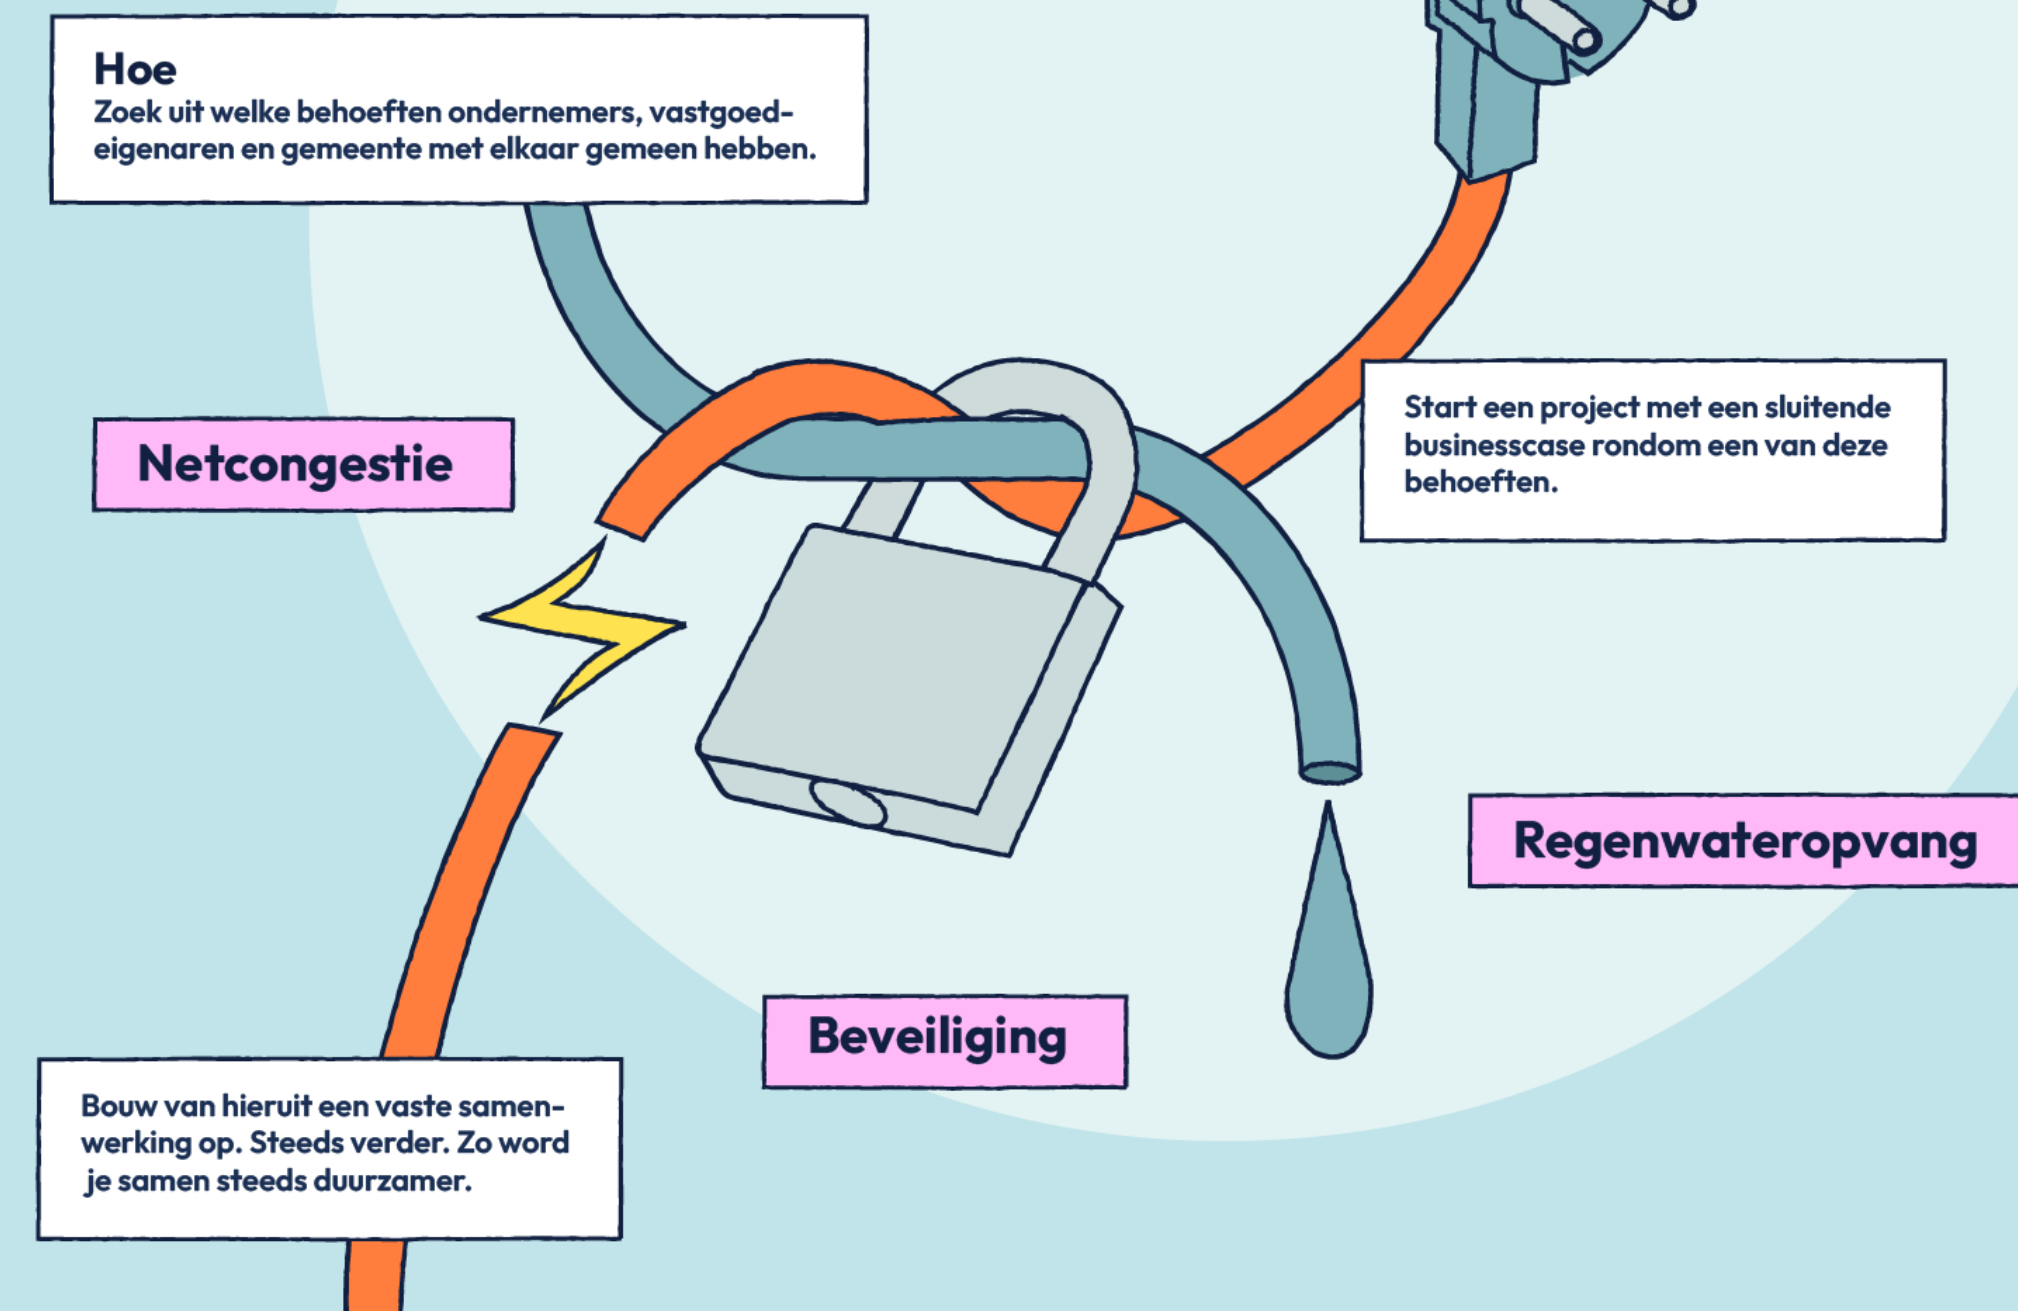 Hoe
Zoek uit welke behoeften ondernemers, vastgoed-
eigenaren en gemeente met elkaar gemeen hebben.
Start een project met een sluitende
businesscase rondom een van deze
behoeften.
Netcongestie
Regenwateropvang
Beveiliging
Bouw van hieruit een vaste samen-
werking op. Steeds verder. Zo word
je samen steeds duurzamer.